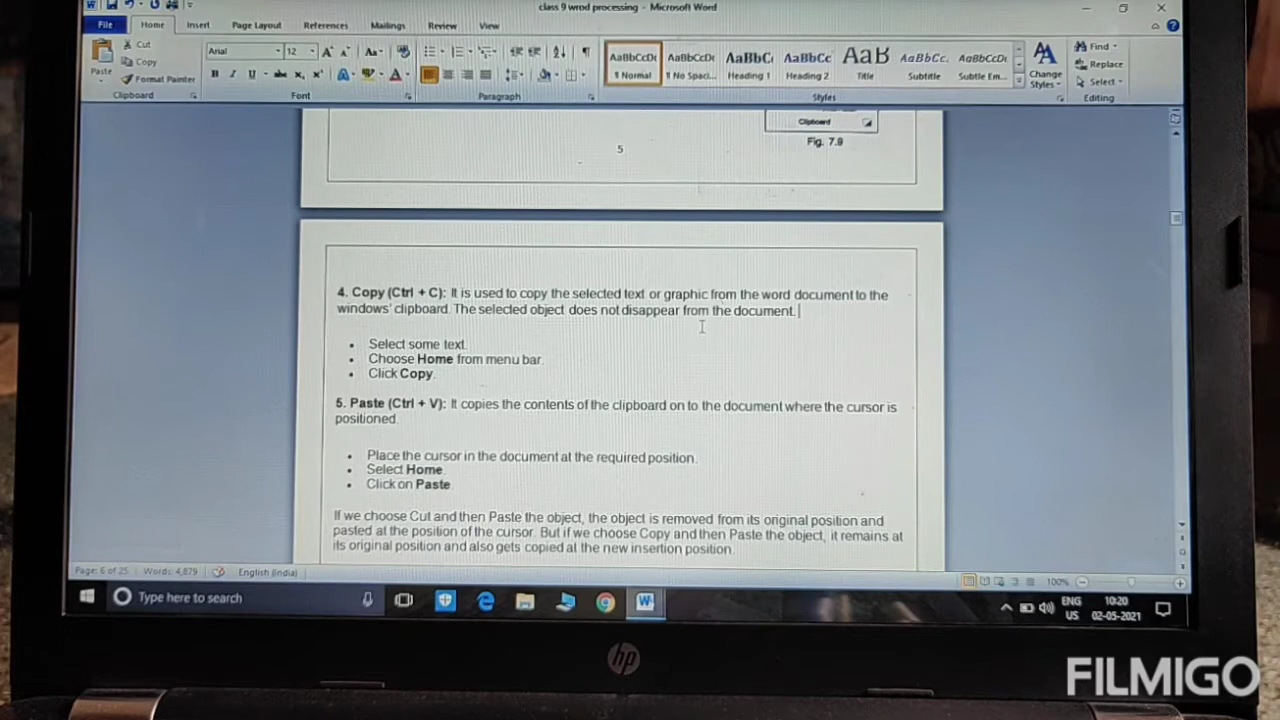 class 9 wrod processing - Microsoft Word
File Home Insert Page Layout References Mailings Review View
Cut
Copy
Format Painter
Paste
Clipboard
Arial 12
Font
Paragraph
AaBbCcDc AaBbCcDc AaBbC AaBbCc AaB AaBbCc. AaBbCcDc
¶ Normal ¶ No Spaci... Heading 1 Heading 2 Title Subtitle Subtle Em...
Styles
Change
Styles
Find
Replace
Select
Editing
Clipboard
Fig. 7.9
5
4. Copy (Ctrl + C): It is used to copy the selected text or graphic from the word document to the
windows' clipboard. The selected object does not disappear from the document.
• Select some text.
• Choose Home from menu bar.
• Click Copy.
5. Paste (Ctrl + V): It copies the contents of the clipboard on to the document where the cursor is
positioned.
• Place the cursor in the document at the required position.
• Select Home.
• Click on Paste.
If we choose Cut and then Paste the object, the object is removed from its original position and
pasted at the position of the cursor. But if we choose Copy and then Paste the object, it remains at
its original position and also gets copied at the new insertion position.
Page: 6 of 25 Words: 4,879 English (India) 100%
Type here to search
ENG
US
10:20
02-05-2021
hp
FILMIGO